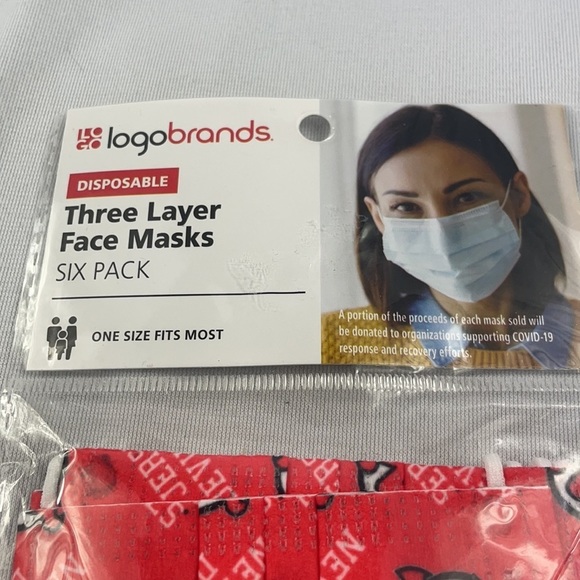 LOGO logobrands.
DISPOSABLE
Three Layer
Face Masks
SIX PACK
ONE SIZE FITS MOST
A portion of the proceeds of each mask sold will
be donated to organizations supporting COVID-19
response and recovery efforts.